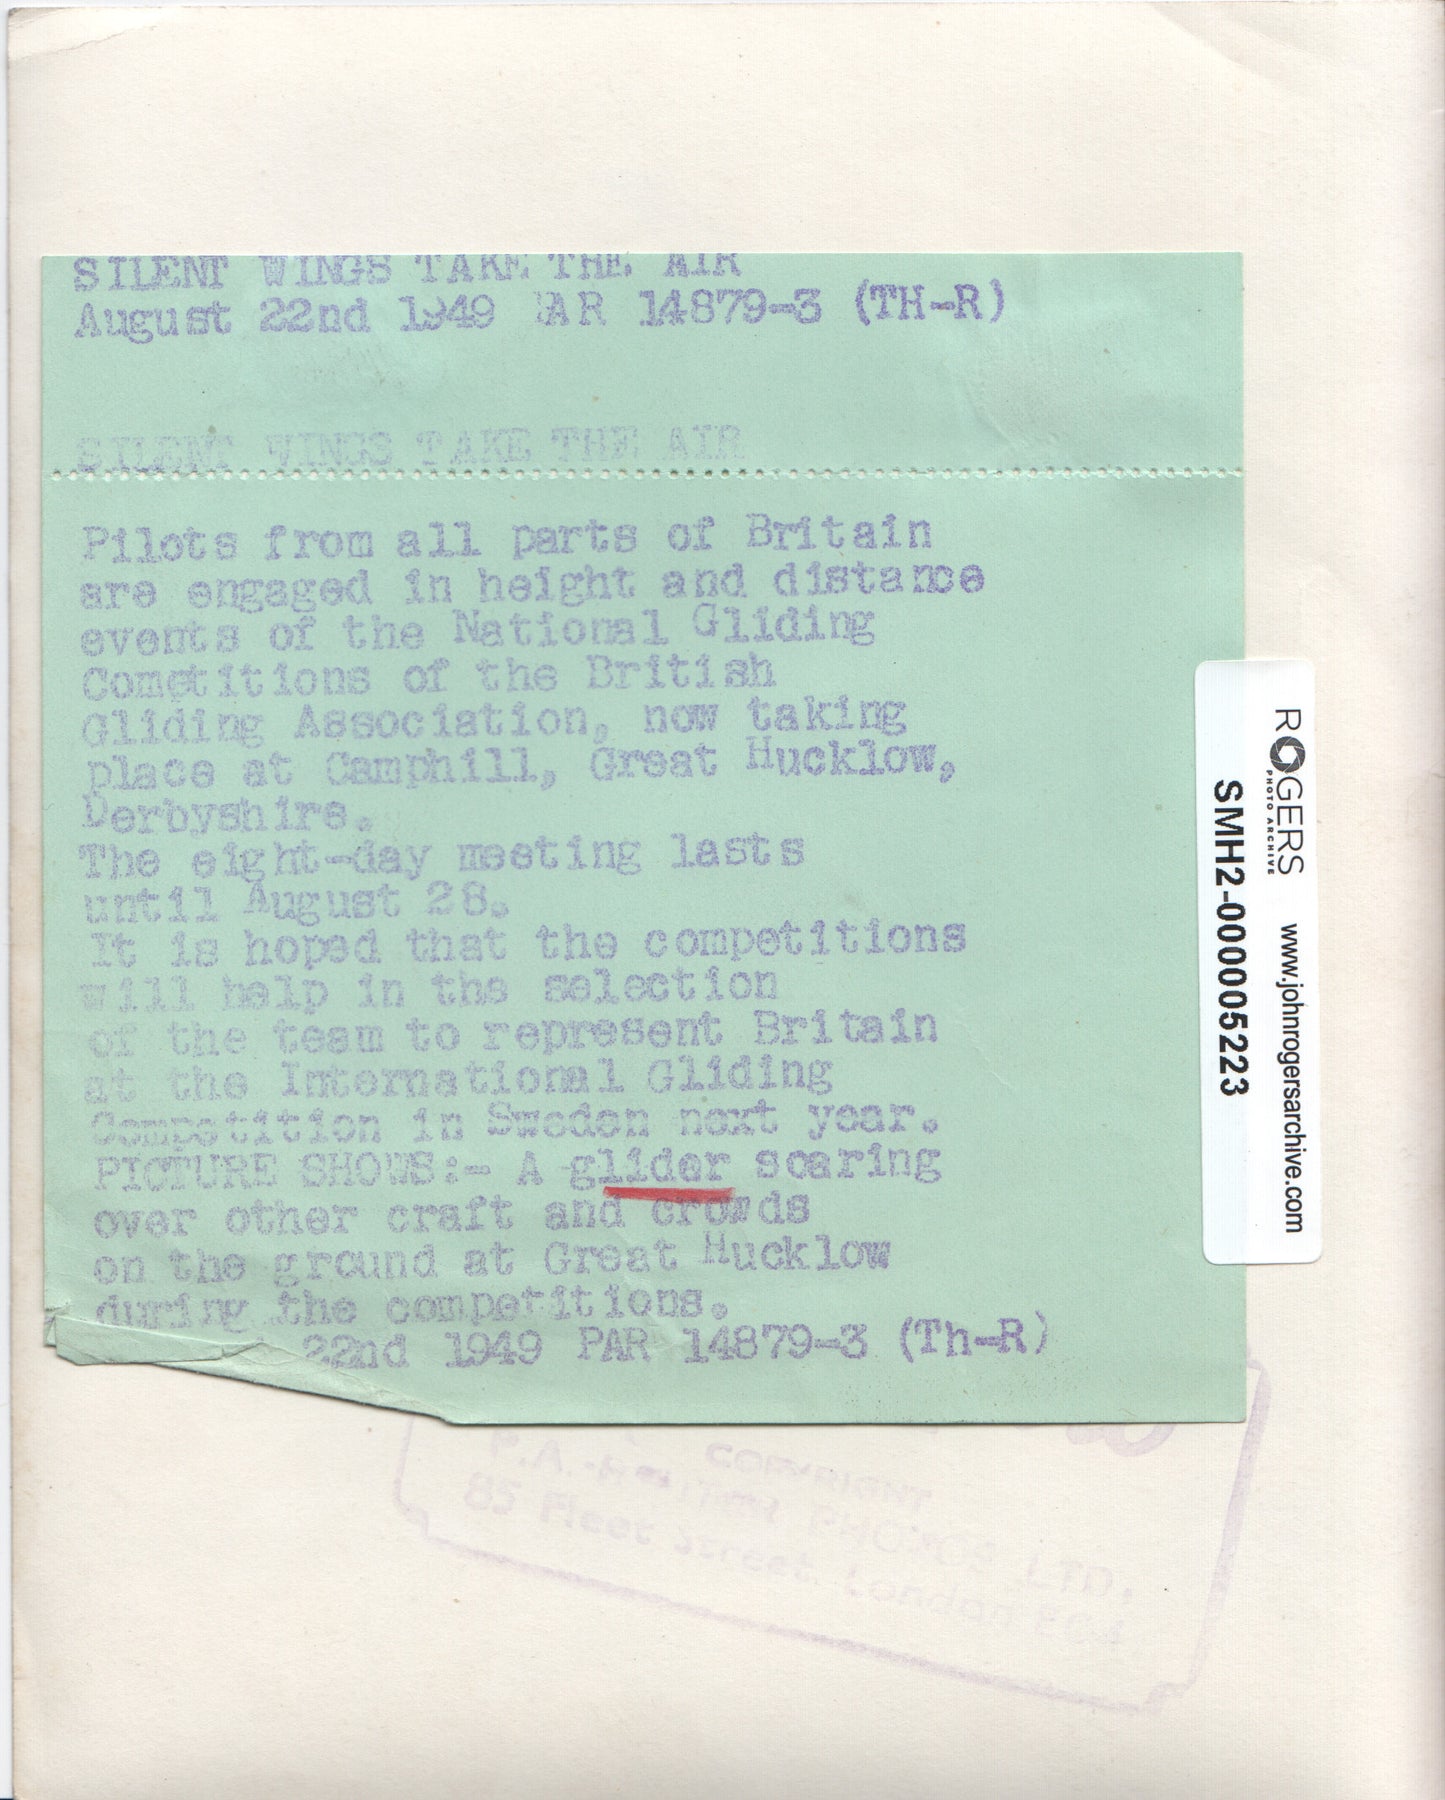 SILENT WINGS TAKE THE AIR
August 22nd 1949 PAR 14879-3 (TH-R)
SILENT WINGS TAKE THE AIR
Pilots from all parts of Britain
are engaged in height and distance
events of the National Gliding
Cometitions of the British
Gliding Association, now taking
place at Camphill, Great Hucklow,
Derbyshire.
The eight-day meeting lasts
until August 28.
It is hoped that the competitions
will help in the selection
of the team to represent Britain
at the International Gliding
Competition in Sweden next year.
PICTURE SHOWS:- A glider soaring
over other craft and crowds
on the ground at Great Hucklow
during the competitions.
22nd 1949 PAR 14879-3 (Th-R)
COPYRIGHT
P.A.-Reuter PHOTOS LTD.
85 Fleet Street, London EC4
ROGERS
PHOTO ARCHIVE
www.johnrogersarchive.com
SMH2-000005223